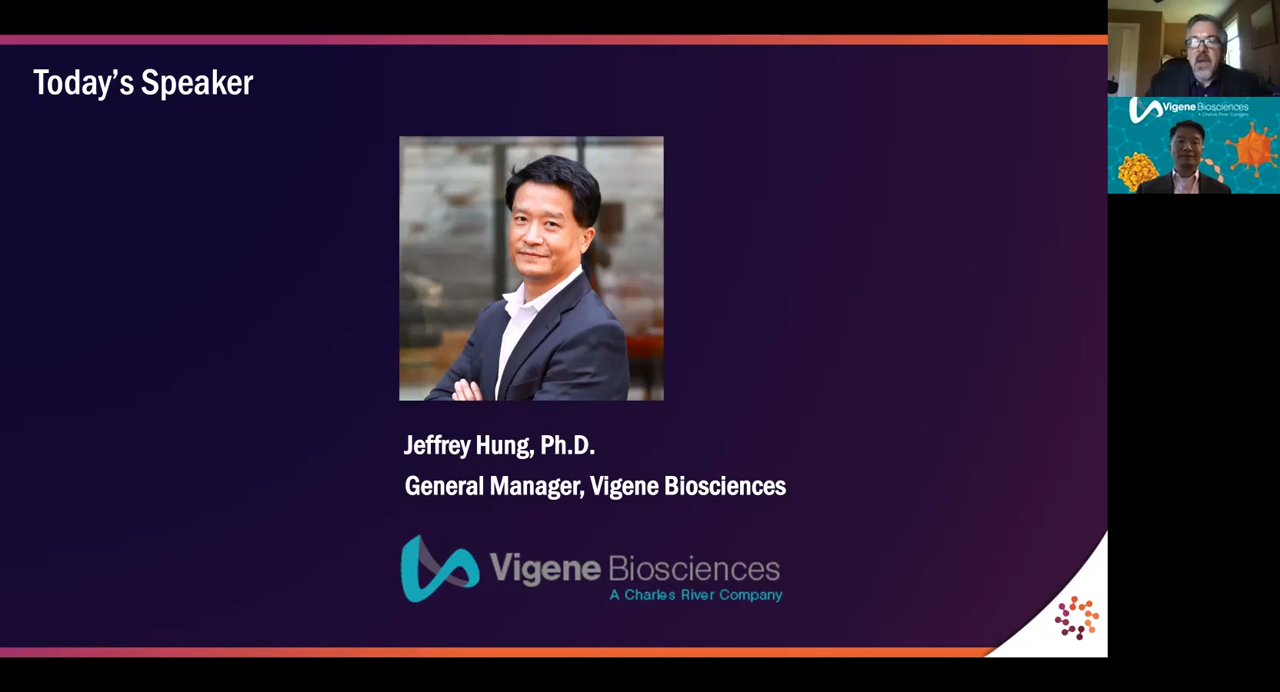 Today's Speaker
Jeffrey Hung, Ph.D.
General Manager, Vigene Biosciences
Vigene Biosciences
A Charles River Company
Vigene Biosciences
A Charles River Company